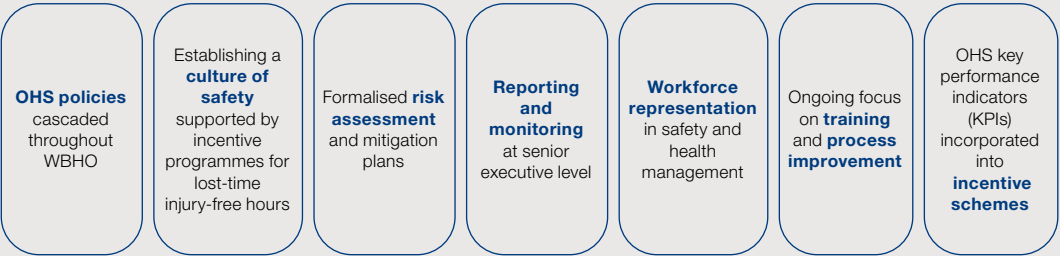 OHS policies
cascaded
throughout
WBHO
Establishing a
culture of
safety
supported by
incentive
programmes for
lost-time
injury-free hours
Formalised risk
assessment
and mitigation
plans
Reporting
and
monitoring
at senior
executive level
Workforce
representation
in safety and
health
management
Ongoing focus
on training
and process
improvement
OHS key
performance
indicators
(KPIs)
incorporated
into
incentive
schemes